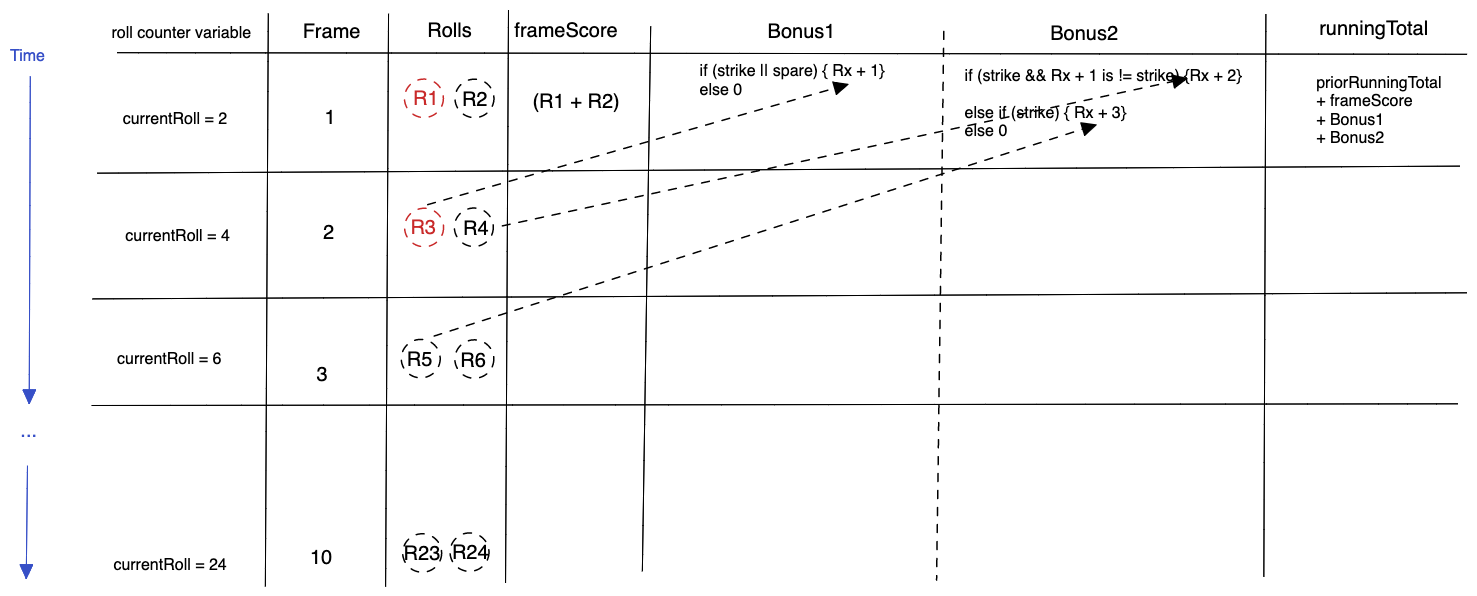 roll counter variable Frame Rolls frameScore Bonus1 Bonus2 runningTotal
Time
currentRoll = 2 1 R1 R2 (R1 + R2)
if (strike || spare) { Rx + 1}
else 0
if (strike && Rx + 1 is != strike) {Rx + 2}
else if (strike) { Rx + 3}
else 0
priorRunningTotal
+ frameScore
+ Bonus1
+ Bonus2
currentRoll = 4 2 R3 R4
currentRoll = 6 3 R5 R6
...
currentRoll = 24 10 R23 R24